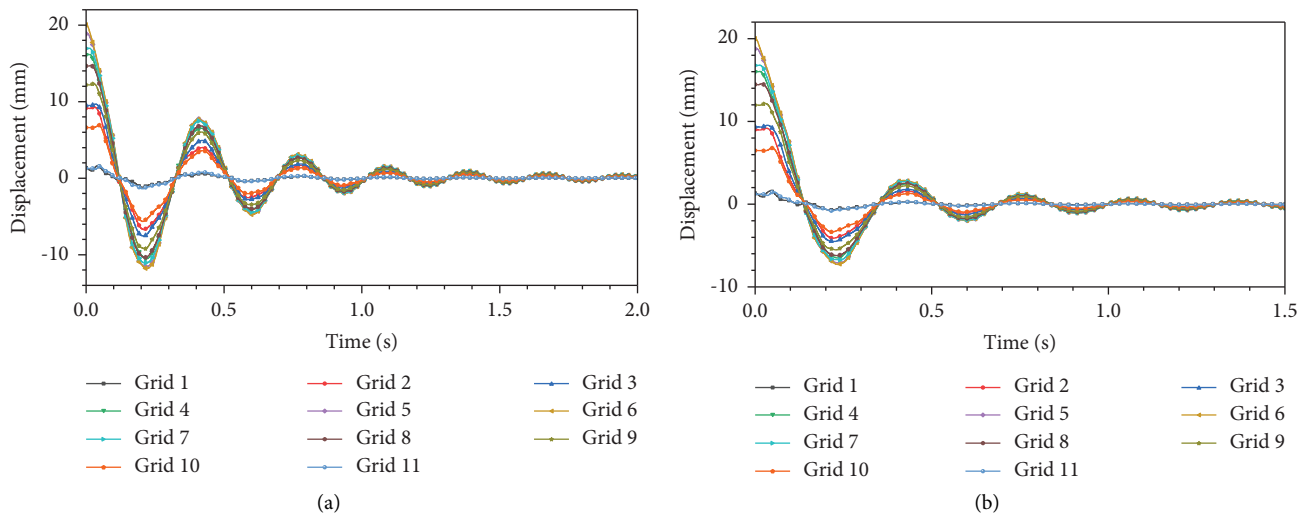 20
10
0
-10
Displacement (mm)
0.0 0.5 1.0 1.5 2.0
Time (s)
Grid 1 Grid 2 Grid 3
Grid 4 Grid 5 Grid 6
Grid 7 Grid 8 Grid 9
Grid 10 Grid 11
(a)
20
10
0
-10
Displacement (mm)
0.0 0.5 1.0 1.5
Time (s)
Grid 1 Grid 2 Grid 3
Grid 4 Grid 5 Grid 6
Grid 7 Grid 8 Grid 9
Grid 10 Grid 11
(b)